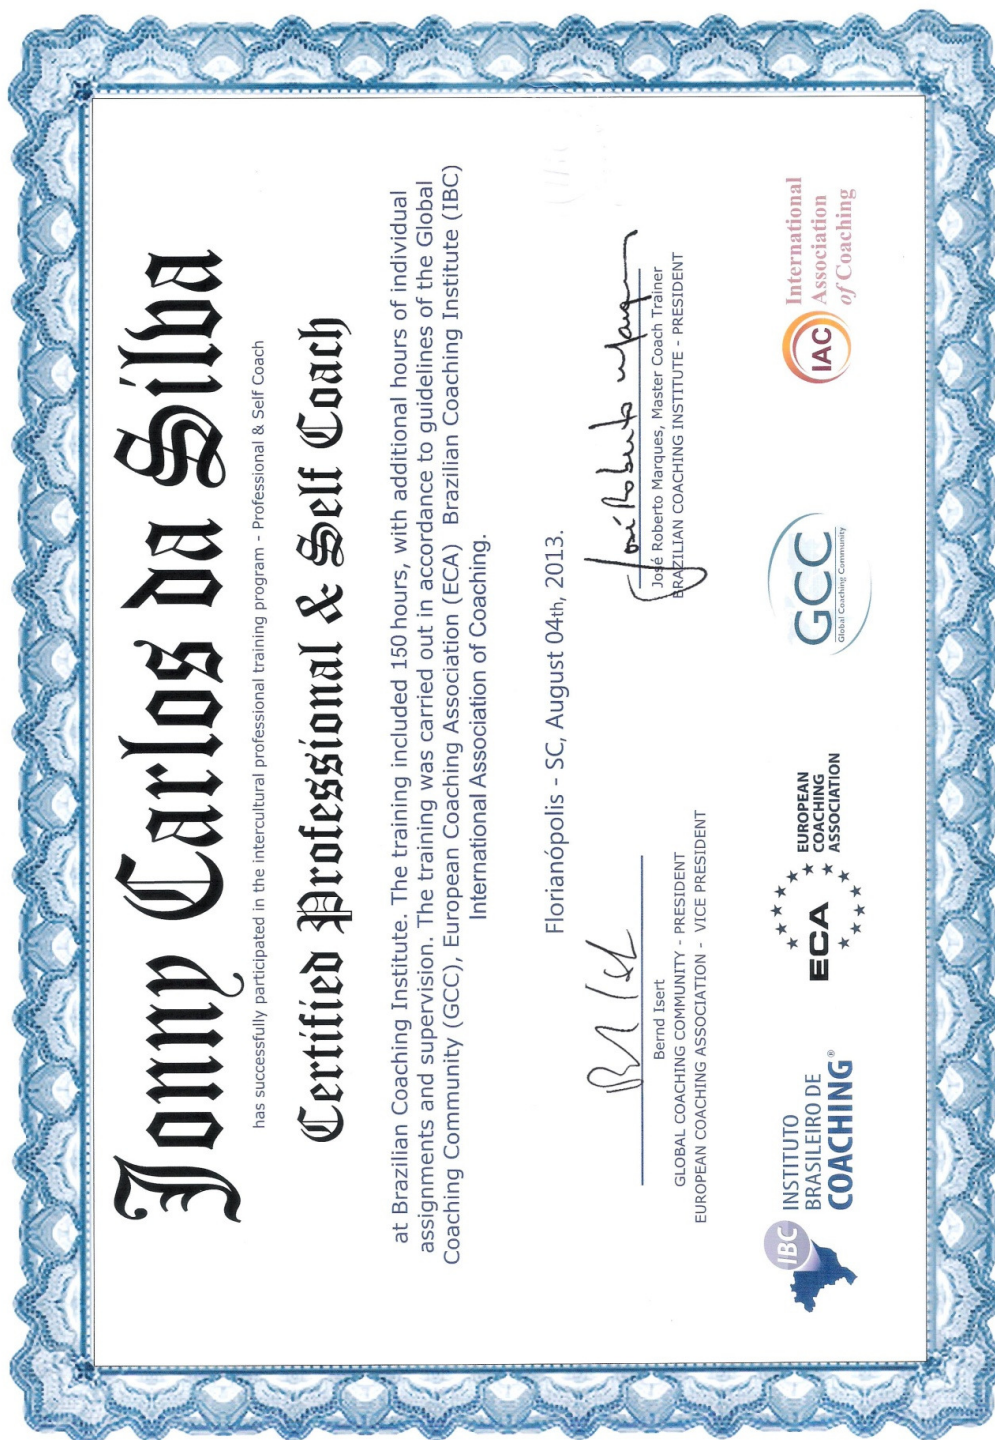 Jonny Carlos da Silva
has successfully participated in the intercultural professional training program - Professional & Self Coach
Certified Professional & Self Coach
at Brazilian Coaching Institute. The training included 150 hours, with additional hours of individual
assignments and supervision. The training was carried out in accordance to guidelines of the Global
Coaching Community (GCC), European Coaching Association (ECA) Brazilian Coaching Institute (IBC)
International Association of Coaching.
Florianópolis - SC, August 04th, 2013.
Bernd Isert
GLOBAL COACHING COMMUNITY - PRESIDENT
EUROPEAN COACHING ASSOCIATION - VICE PRESIDENT
José Roberto Marques
José Roberto Marques, Master Coach Trainer
BRAZILIAN COACHING INSTITUTE - PRESIDENT
IBC
INSTITUTO
BRASILEIRO DE
COACHING®
ECA
EUROPEAN
COACHING
ASSOCIATION
GCC
Global Coaching Community
IAC
International
Association
of Coaching